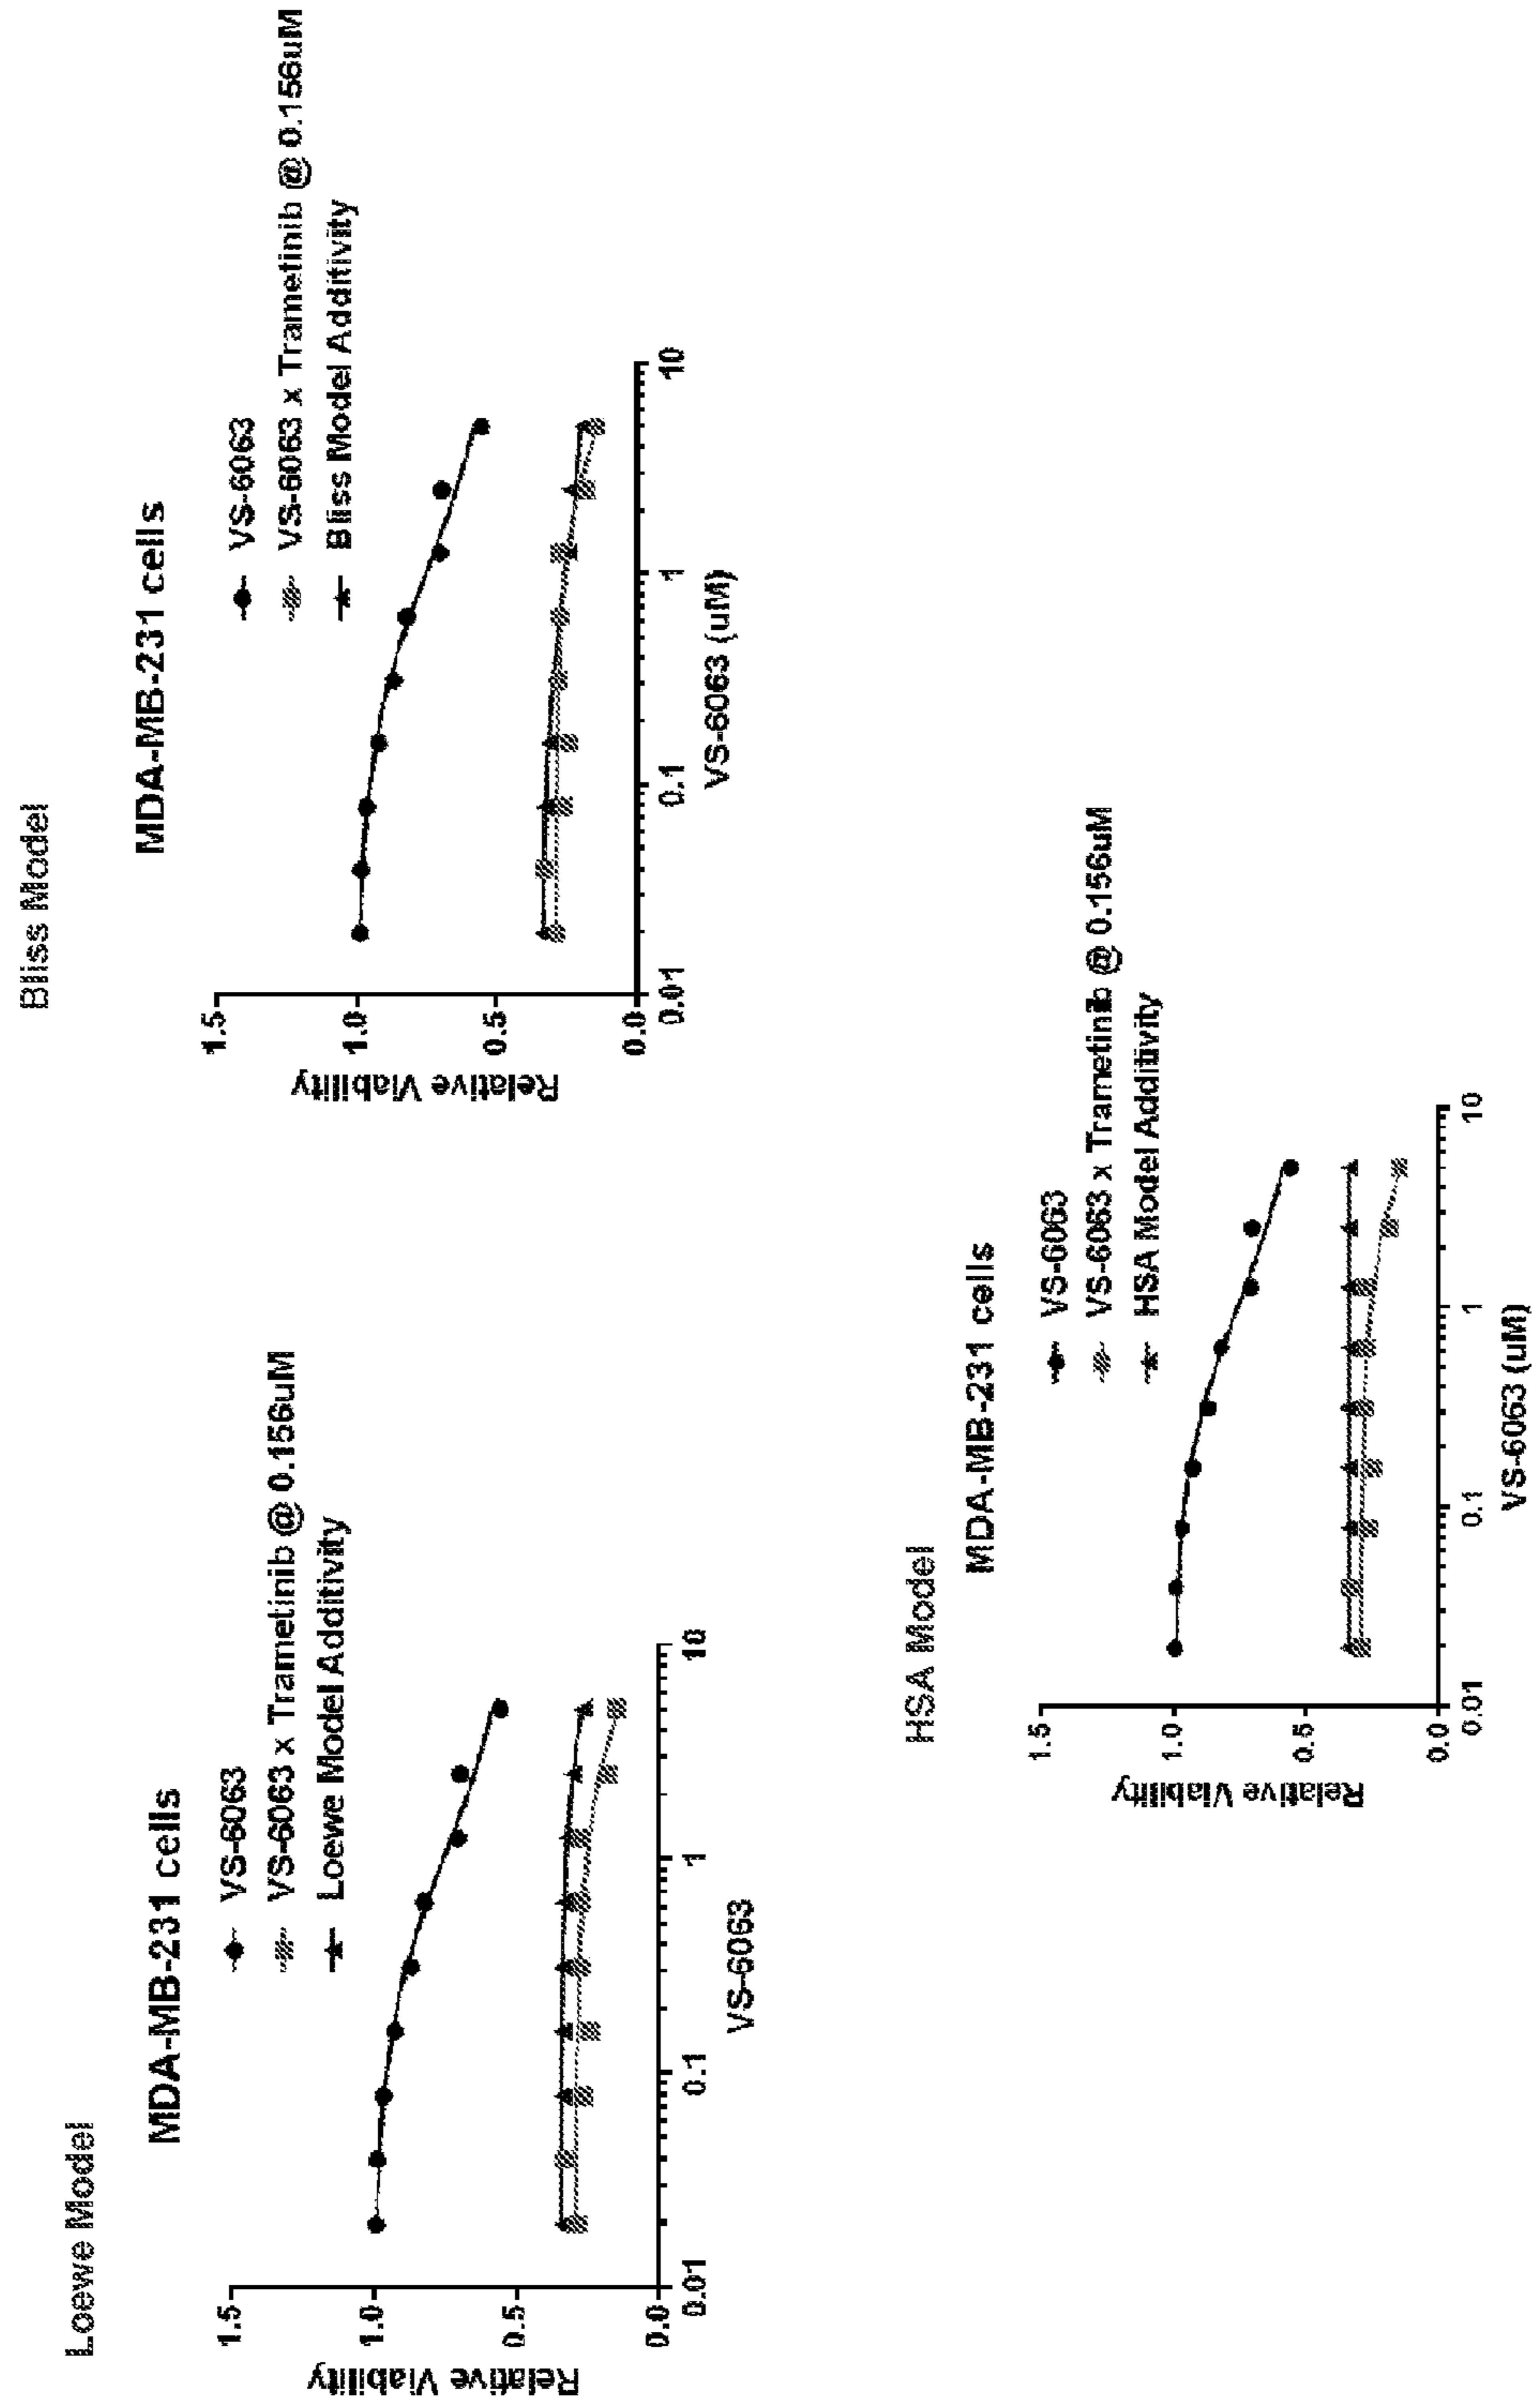 Loewe Model
MDA-MB-231 cells
VS-6063
VS-6063 x Trametinib @ 0.156uM
Loewe Model Additivity
Relative Viability
1.5
1.0
0.5
0.0
0.01
0.1
1
10
VS-6063
Bliss Model
MDA-MB-231 cells
VS-6063
VS-6063 x Trametinib @ 0.156uM
Bliss Model Additivity
Relative Viability
1.5
1.0
0.5
0.0
0.01
0.1
1
10
VS-6063 (uM)
HSA Model
MDA-MB-231 cells
VS-6063
VS-6063 x Trametinib @ 0.156uM
HSA Model Additivity
Relative Viability
1.5
1.0
0.5
0.0
0.01
0.1
1
10
VS-6063 (uM)